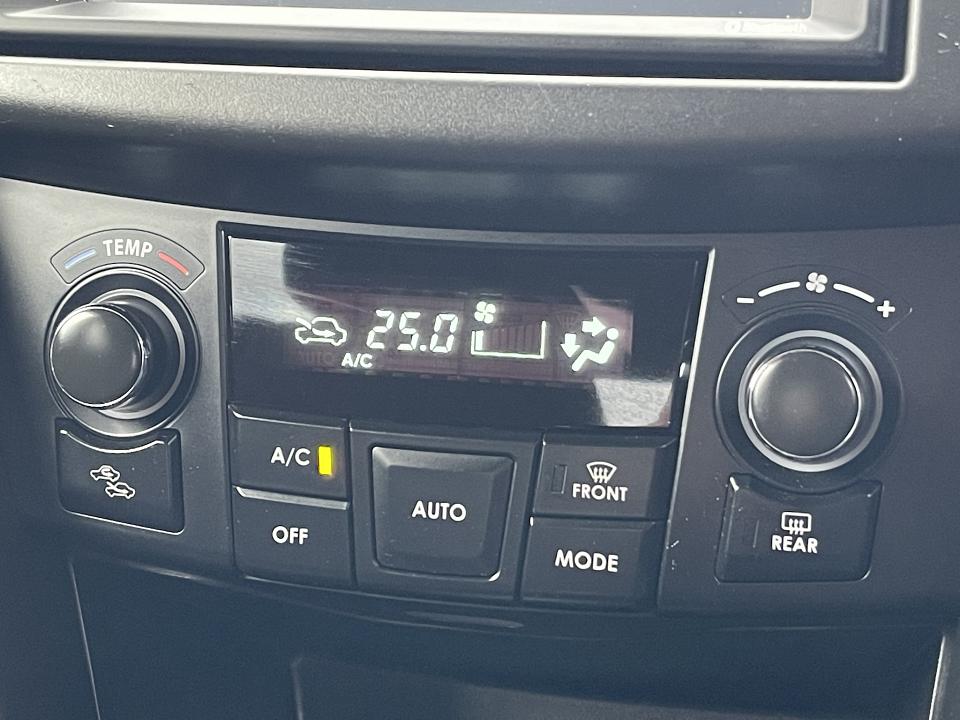 TEMP
25.0
A/C
A/C
OFF
AUTO
FRONT
MODE
REAR